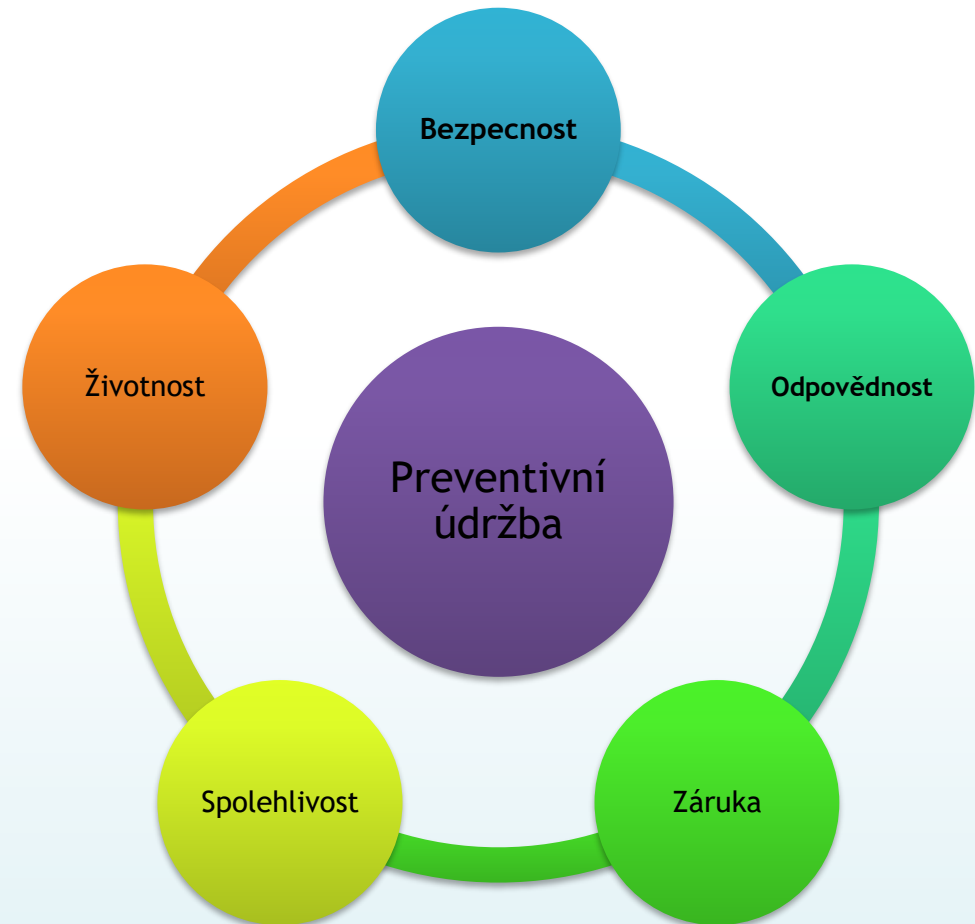 Bezpecnost
Životnost
Odpovědnost
Preventivní
údržba
Spolehlivost
Záruka